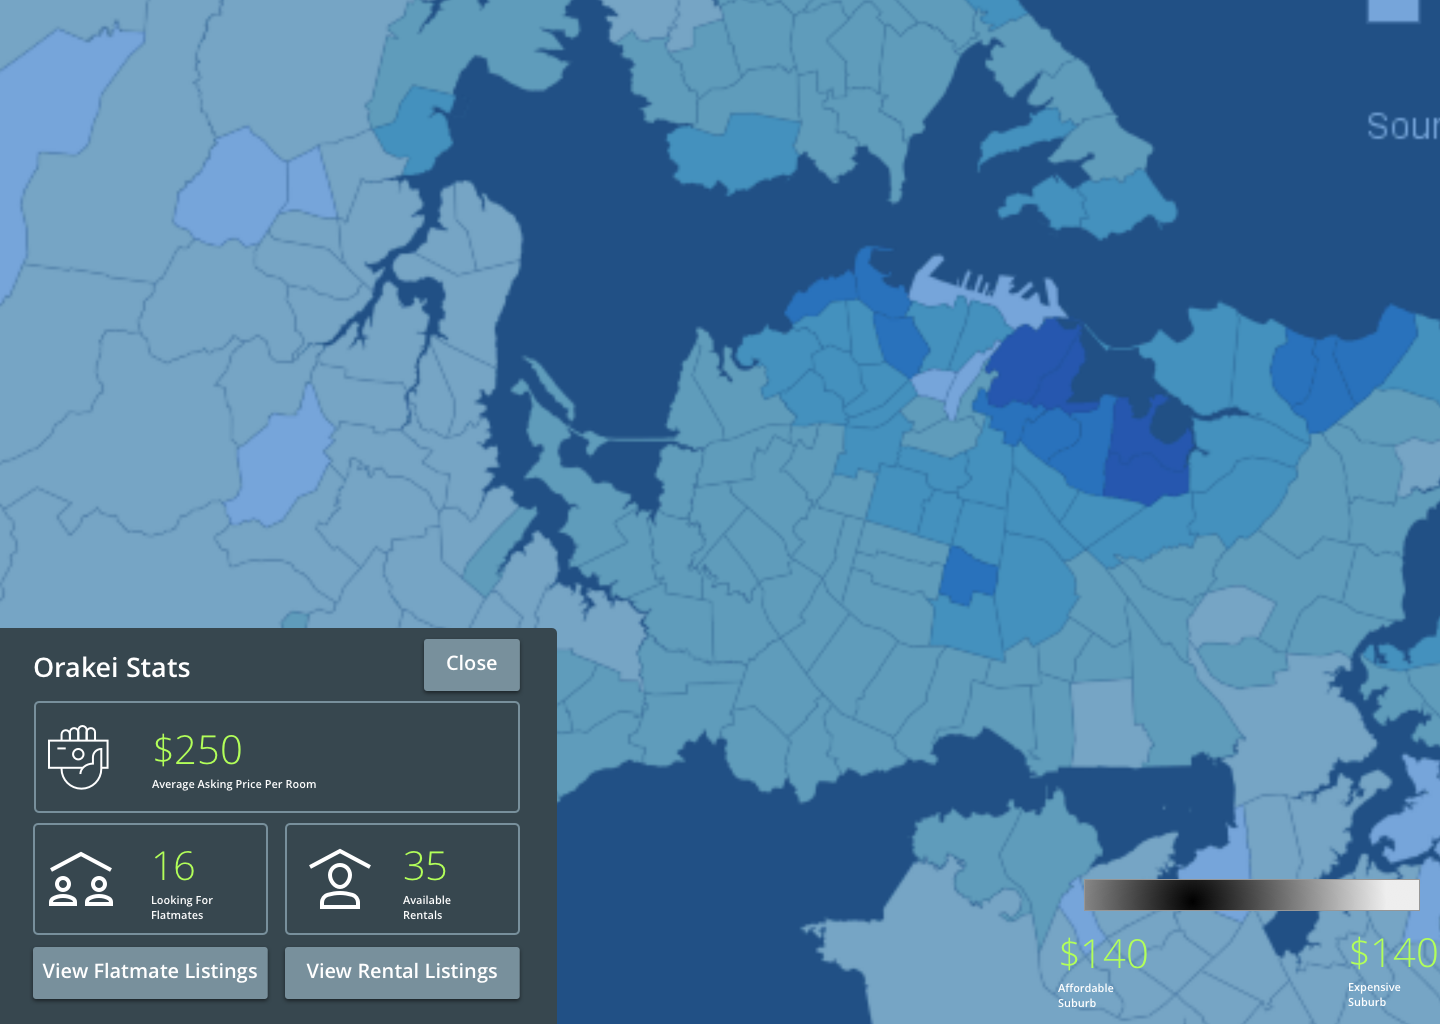 Sour
Orakei Stats
Close
$250
Average Asking Price Per Room
16
Looking For
Flatmates
35
Available
Rentals
View Flatmate Listings
View Rental Listings
$140
Affordable
Suburb
$140
Expensive
Suburb